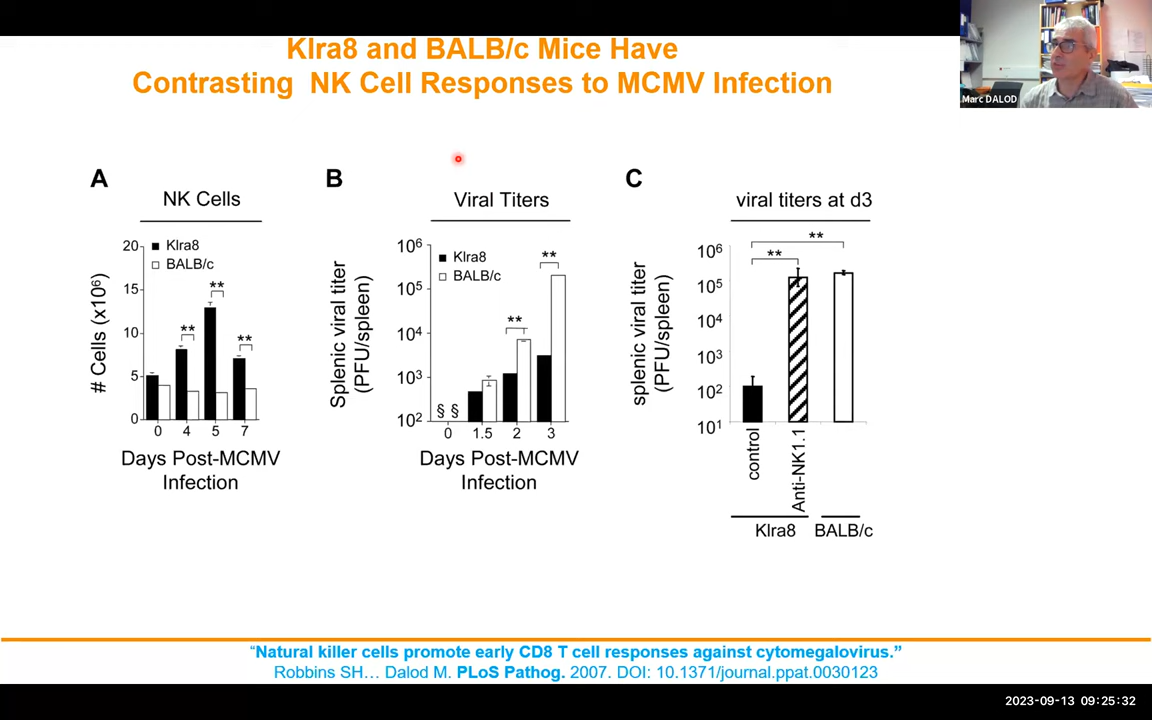 Klra8 and BALB/c Mice Have
Contrasting NK Cell Responses to MCMV Infection
Marc DALOD
A
NK Cells
# Cells (x10⁶)
20
15
10
5
0
Klra8
BALB/c
**
**
**
0 4 5 7
Days Post-MCMV
Infection
B
Viral Titers
Splenic viral titer
(PFU/spleen)
10⁶
10⁵
10⁴
10³
10²
Klra8
BALB/c
**
**
§ §
0 1.5 2 3
Days Post-MCMV
Infection
C
viral titers at d3
splenic viral titer
(PFU/spleen)
10⁶
10⁵
10⁴
10³
10²
10¹
**
**
control
Anti-NK1.1
Klra8 BALB/c
“Natural killer cells promote early CD8 T cell responses against cytomegalovirus.”
Robbins SH… Dalod M. PLoS Pathog. 2007. DOI: 10.1371/journal.ppat.0030123
2023-09-13 09:25:32